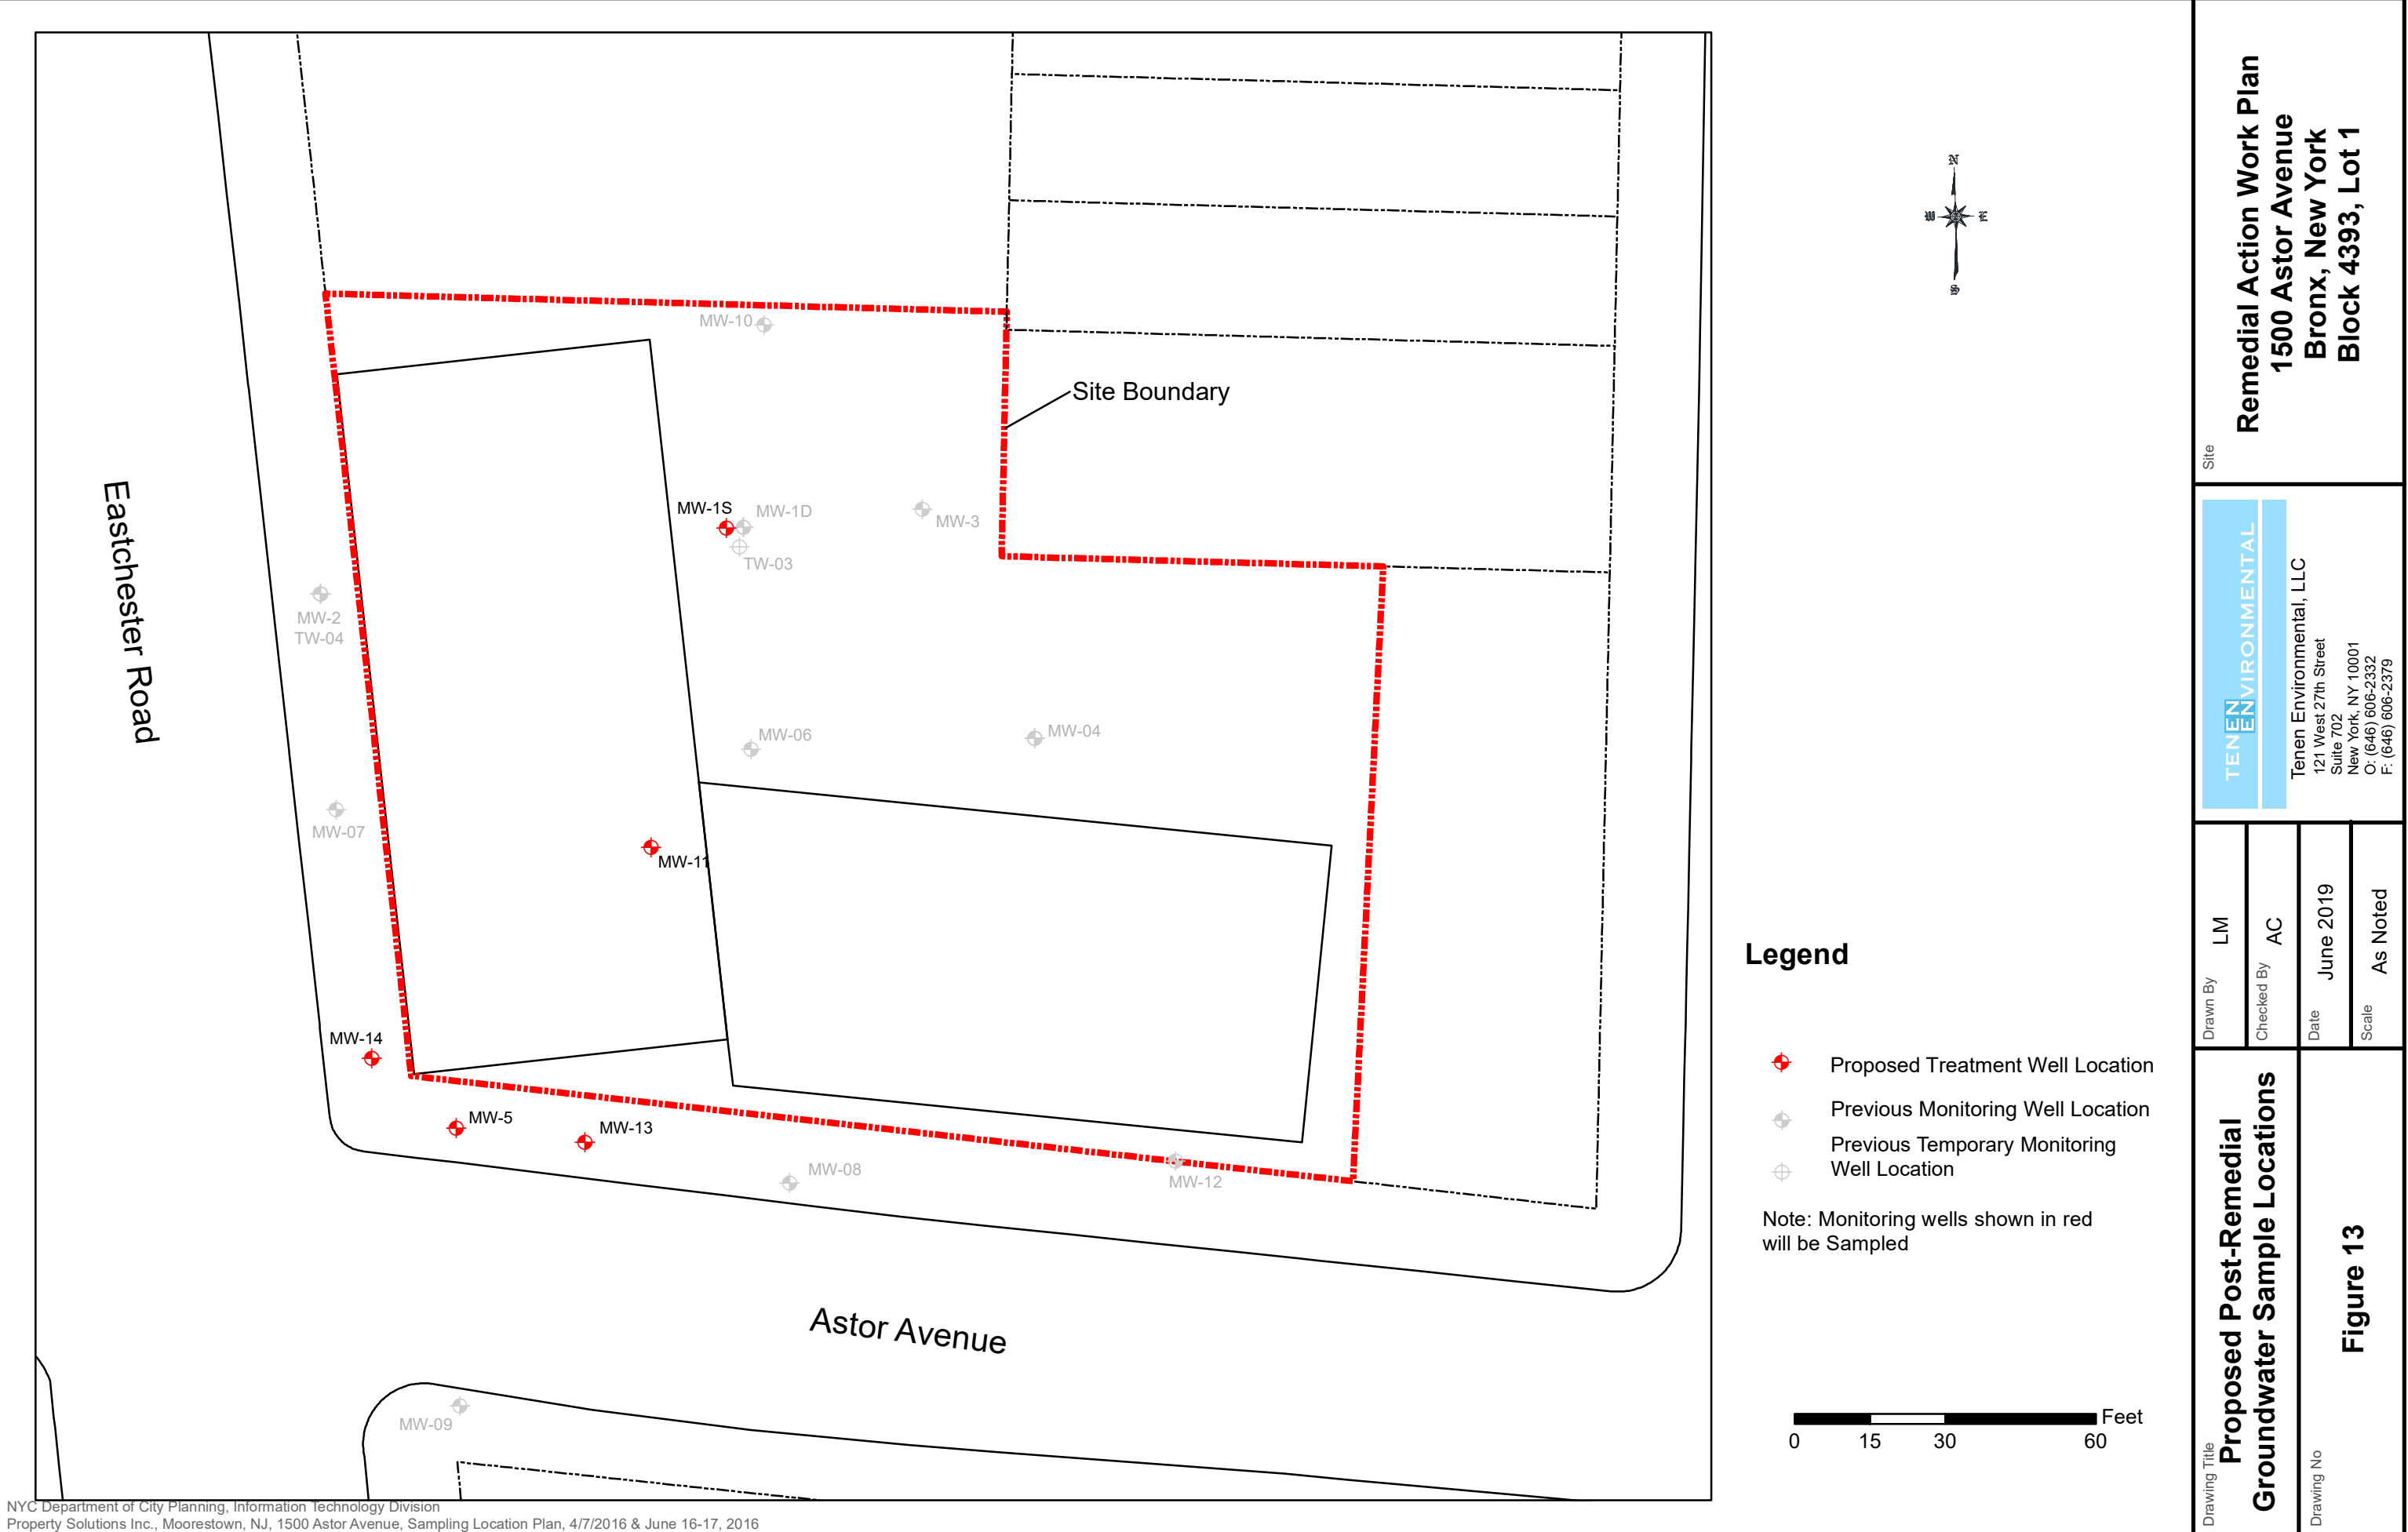 MW-10
Site Boundary
MW-1S
MW-1D
MW-3
TW-03
Eastchester Road
MW-2
TW-04
MW-06
MW-04
MW-07
MW-11
MW-14
MW-5
MW-13
MW-08
MW-12
Astor Avenue
MW-09
N
W
E
S
Legend
Proposed Treatment Well Location
Previous Monitoring Well Location
Previous Temporary Monitoring
Well Location
Note: Monitoring wells shown in red
will be Sampled
Feet
0 15 30 60
NYC Department of City Planning, Information Technology Division
Property Solutions Inc., Moorestown, NJ, 1500 Astor Avenue, Sampling Location Plan, 4/7/2016 & June 16-17, 2016
Site
Remedial Action Work Plan
1500 Astor Avenue
Bronx, New York
Block 4393, Lot 1
TENEN
ENVIRONMENTAL
Tenen Environmental, LLC
121 West 27th Street
Suite 702
New York, NY 10001
O: (646) 606-2332
F: (646) 606-2379
Drawn By
LM
Checked By
AC
Date
June 2019
Scale
As Noted
Drawing Title
Proposed Post-Remedial
Groundwater Sample Locations
Drawing No
Figure 13